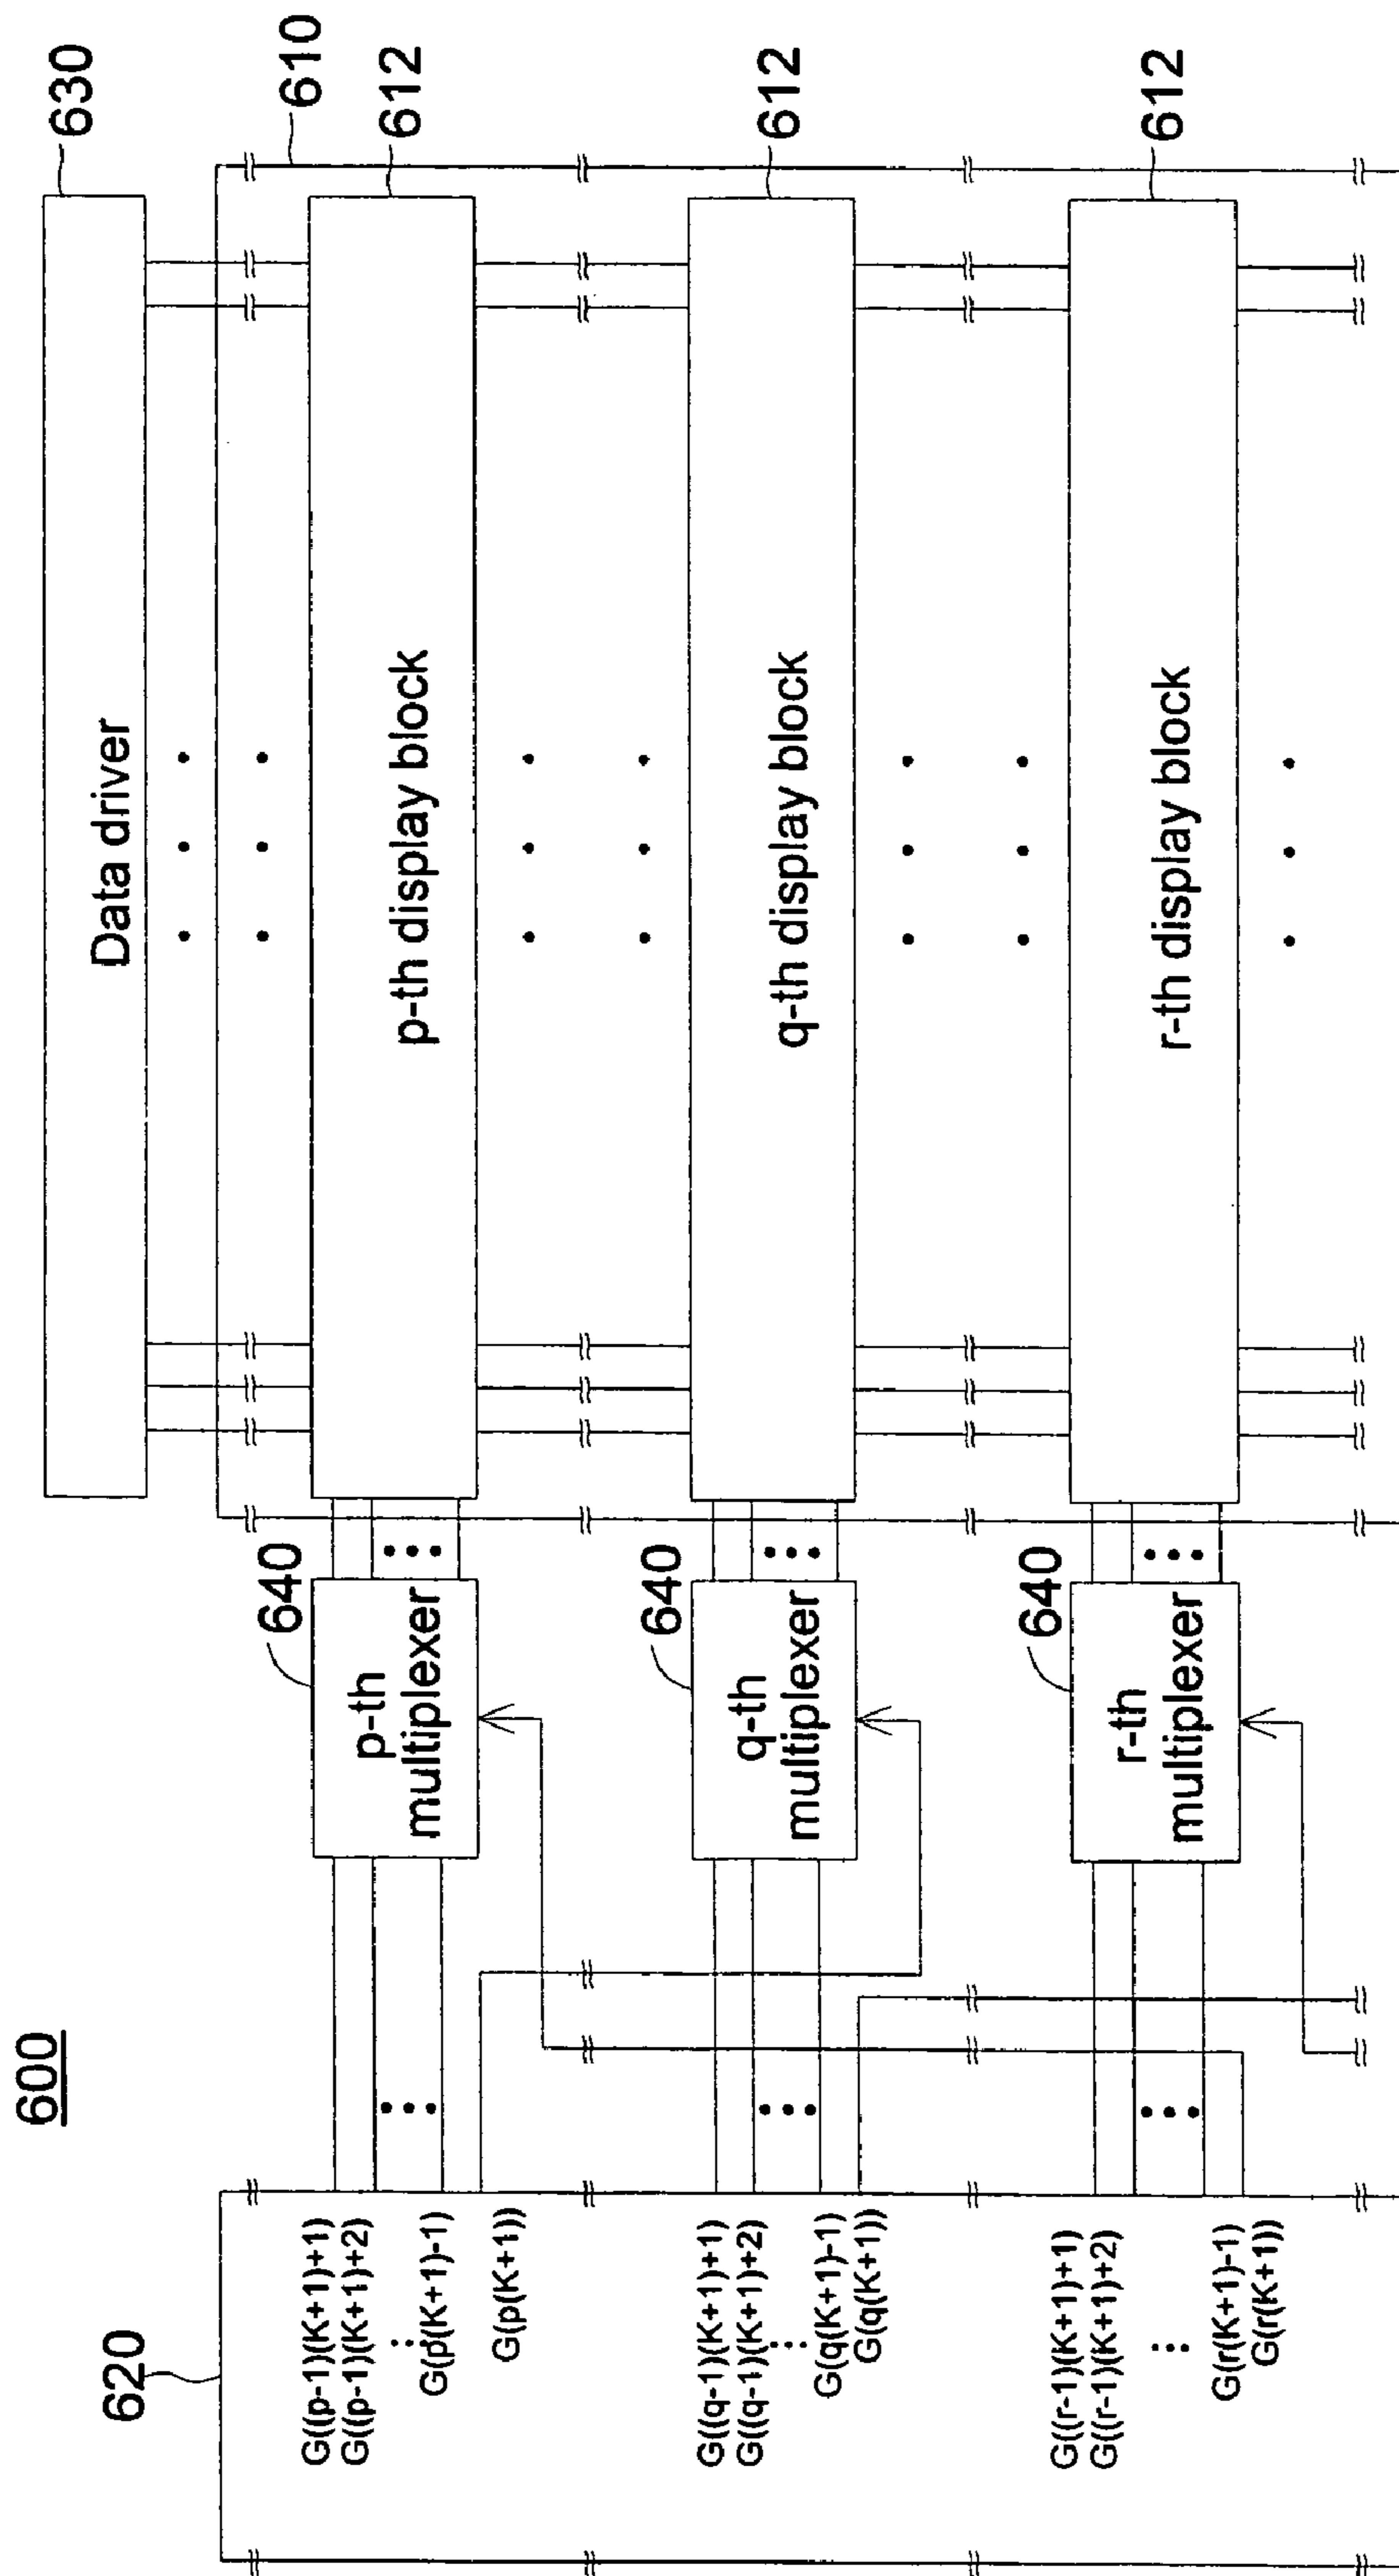 600
630
Data driver
610
620
G((p-1)(K+1)+1)
G((p-1)(K+1)+2)
G(p(K+1)-1)
G(p(K+1))
640
p-th
multiplexer
p-th display block
612
G((q-1)(K+1)+1)
G((q-1)(K+1)+2)
G(q(K+1)-1)
G(q(K+1))
640
q-th
multiplexer
q-th display block
612
G((r-1)(K+1)+1)
G((r-1)(K+1)+2)
G(r(K+1)-1)
G(r(K+1))
640
r-th
multiplexer
r-th display block
612